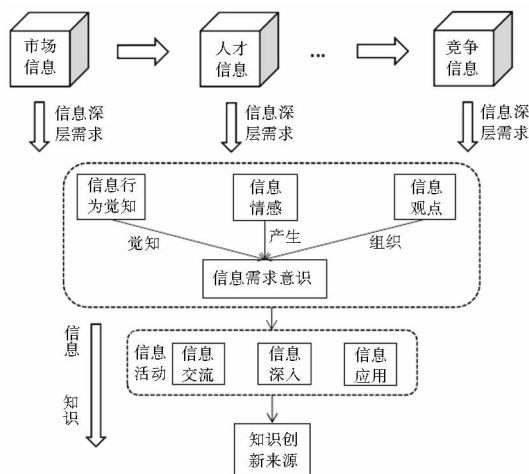 市场
信息
人才
信息
...
竞争
信息
信息深
层需求
信息深
层需求
信息深
层需求
信息行
为觉知
信息
情感
信息
观点
觉知
产生
组织
信息需求意识
信息
知识
信息
活动
信息
交流
信息
深入
信息
应用
知识创
新来源